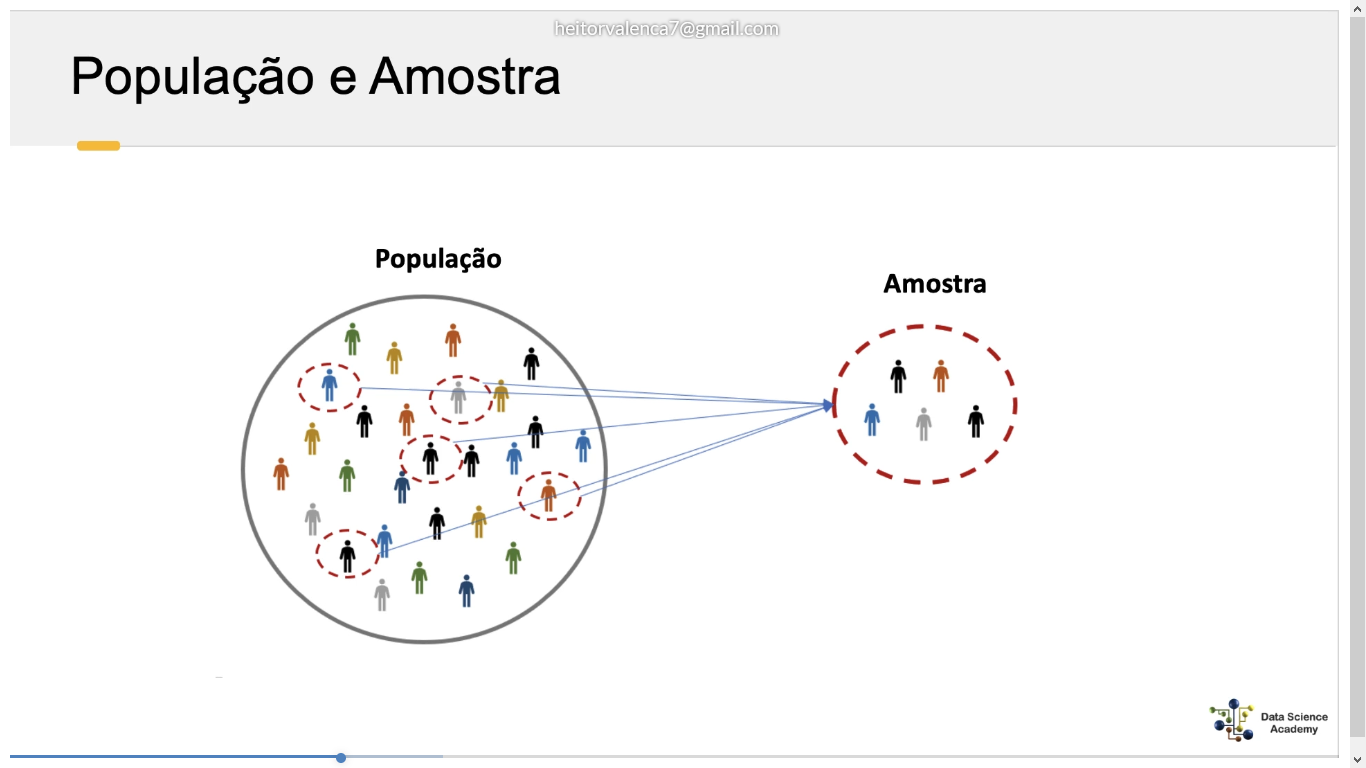 heitorvalenca7@gmail.com
População e Amostra
População
Amostra
Data Science
Academy